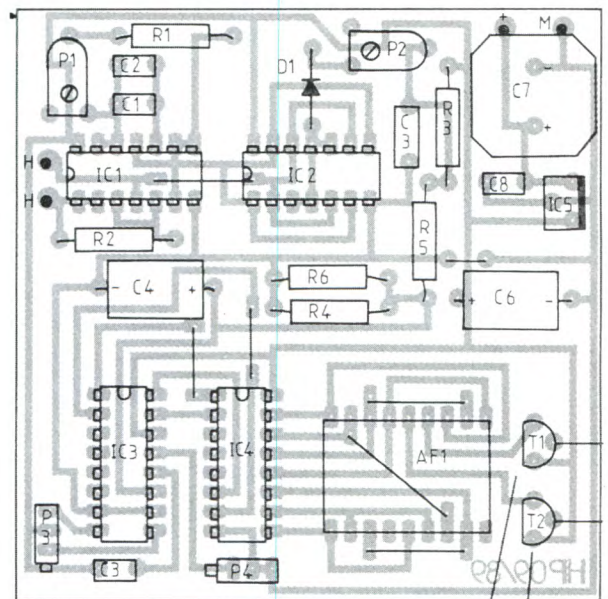 R1
P1
P2
+
M
C2
D1
-
C7
C1
C3
R3
+
H
IC1
IC2
C8
IC5
H
R2
R5
- C4 +
R6
R4
+ C6 -
IC3
IC4
AF1
T1
P3
T2
C3
P4
HP09/89